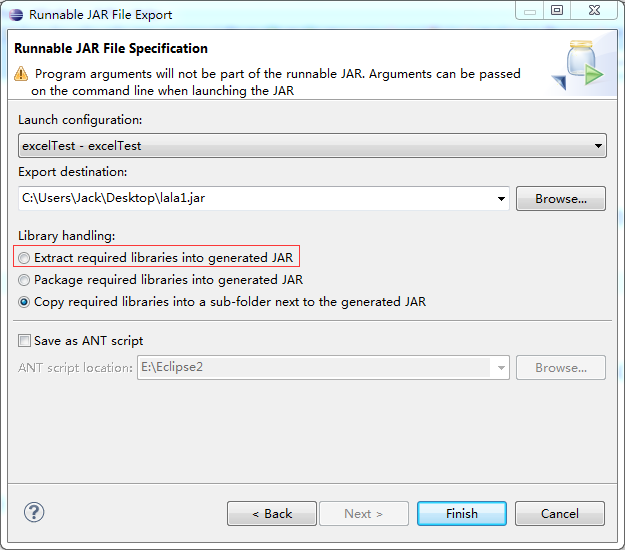 Runnable JAR File Export
Runnable JAR File Specification
Program arguments will not be part of the runnable JAR. Arguments can be passed
on the command line when launching the JAR
Launch configuration:
excelTest - excelTest
Export destination:
C:\Users\Jack\Desktop\lala1.jar
Browse...
Library handling:
Extract required libraries into generated JAR
Package required libraries into generated JAR
Copy required libraries into a sub-folder next to the generated JAR
Save as ANT script
ANT script location:
E:\Eclipse2
Browse...
?
< Back
Next >
Finish
Cancel